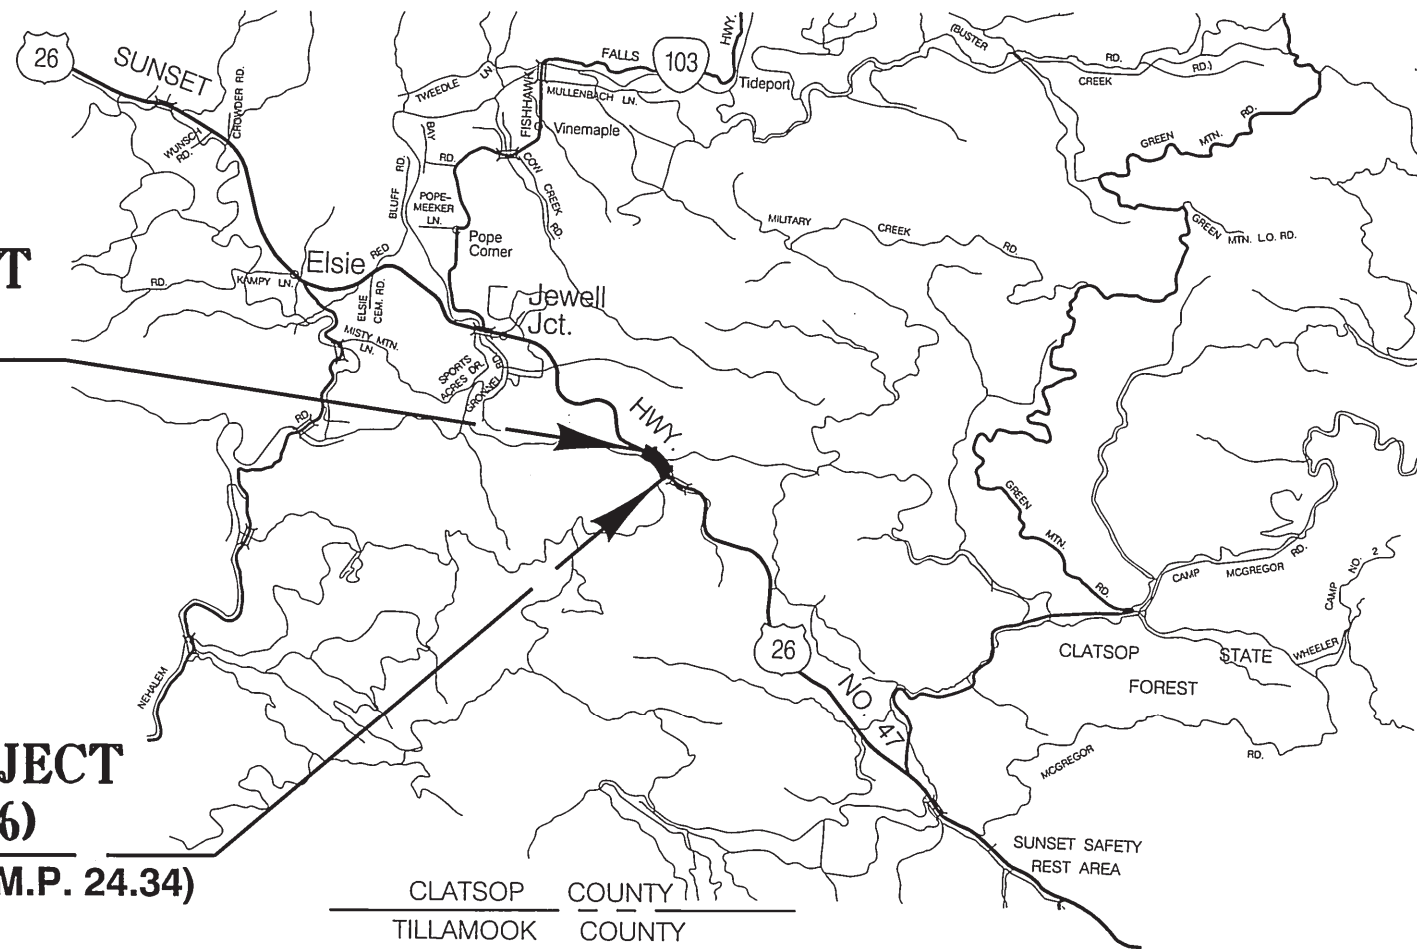 26
SUNSET
CROWDER RD.
WUNSCH
RD.
TWEEDLE LN.
FISHHAWK
FALLS
103
HWY.
Tideport
MULLENBACH LN.
Vinemaple
(BUSTER
RD.
CREEK
RD.)
GREEN MTN. RD.
BAY
RD.
BLUFF RD.
POPE-
MEEKER
LN.
COW CREEK RD.
Pope
Corner
MILITARY CREEK RD.
GREEN
MTN. L.O. RD.
T
RD.
KAMPY LN.
Elsie
RED
ELSIE
CEM. RD.
Jewell
Jct.
MISTY MTN.
LN.
SPORTS
ACRES DR.
GRONNEL RD.
RD.
HWY.
GREEN MTN. RD.
CAMP MCGREGOR RD.
CAMP NO. 2
WHEELER
26
NO. 47
CLATSOP STATE
FOREST
NEHALEM
MCGREGOR RD.
JECT
6)
M.P. 24.34)
SUNSET SAFETY
REST AREA
CLATSOP COUNTY
TILLAMOOK COUNTY